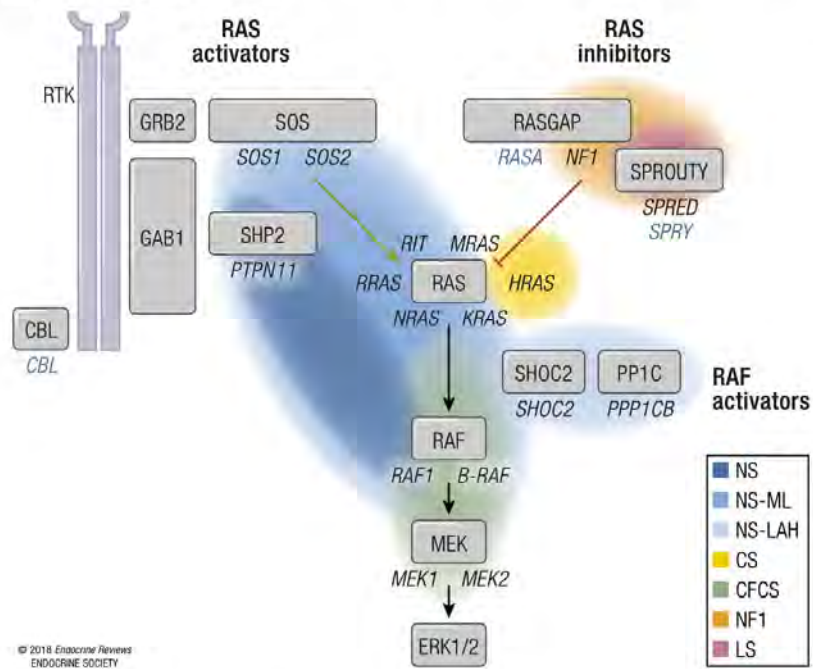 RAS
activators
RAS
inhibitors
RTK
GRB2
SOS
RASGAP
SOS1 SOS2
RASA NF1
SPROUTY
GAB1
SPRED
SPRY
SHP2
PTPN11
RIT MRAS
RRAS
RAS
HRAS
NRAS KRAS
CBL
CBL
SHOC2
PP1C
RAF
activators
SHOC2
PPP1CB
RAF
RAF1 B-RAF
MEK
MEK1 MEK2
ERK1/2
NS
NS-ML
NS-LAH
CS
CFCS
NF1
LS
© 2018 Endocrine Reviews
ENDOCRINE SOCIETY